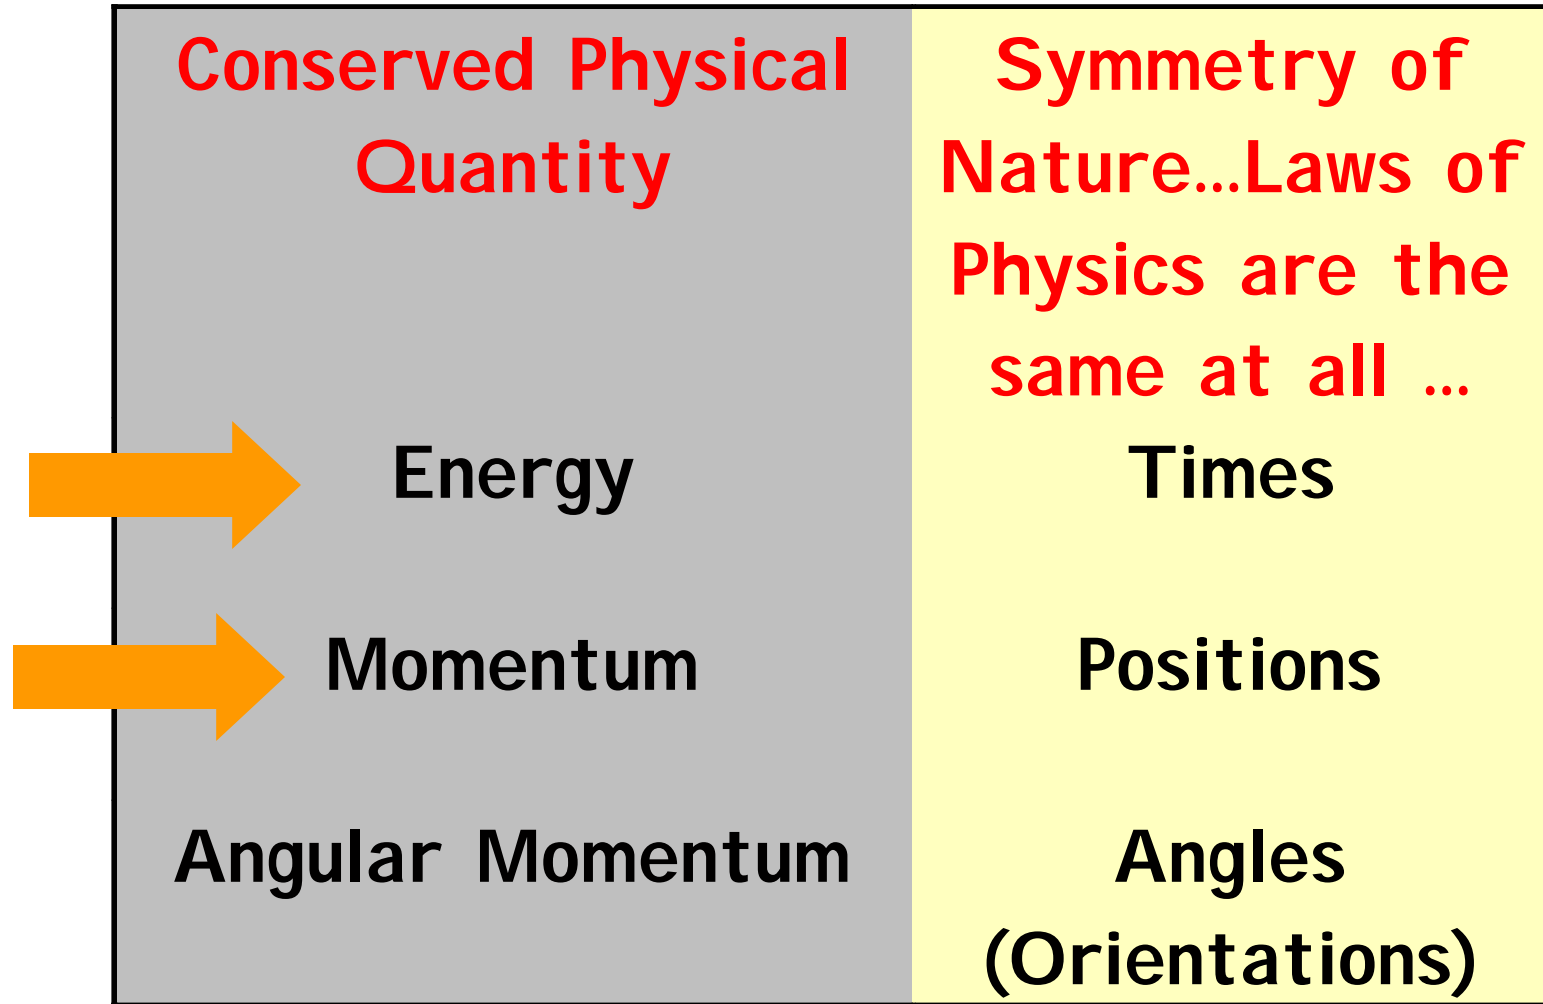 Conserved Physical
Quantity
Symmetry of
Nature...Laws of
Physics are the
same at all ...
Energy
Times
Momentum
Positions
Angular Momentum
Angles
(Orientations)